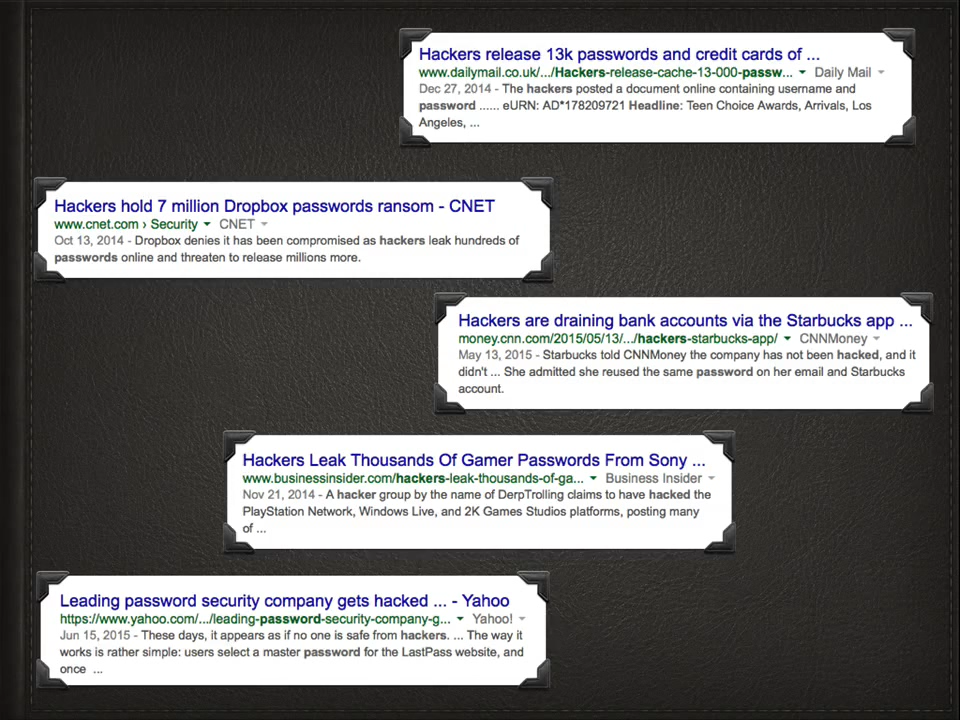 Hackers release 13k passwords and credit cards of ...
www.dailymail.co.uk/.../Hackers-release-cache-13-000-passw... Daily Mail
Dec 27, 2014 - The hackers posted a document online containing username and
password ...... eURN: AD*178209721 Headline: Teen Choice Awards, Arrivals, Los
Angeles, ...
Hackers hold 7 million Dropbox passwords ransom - CNET
www.cnet.com › Security CNET
Oct 13, 2014 - Dropbox denies it has been compromised as hackers leak hundreds of
passwords online and threaten to release millions more.
Hackers are draining bank accounts via the Starbucks app ...
money.cnn.com/2015/05/13/.../hackers-starbucks-app/ CNNMoney
May 13, 2015 - Starbucks told CNNMoney the company has not been hacked, and it
didn't ... She admitted she reused the same password on her email and Starbucks
account.
Hackers Leak Thousands Of Gamer Passwords From Sony ...
www.businessinsider.com/hackers-leak-thousands-of-ga... Business Insider
Nov 21, 2014 - A hacker group by the name of DerpTrolling claims to have hacked the
PlayStation Network, Windows Live, and 2K Games Studios platforms, posting many
of ...
Leading password security company gets hacked ... - Yahoo
https://www.yahoo.com/.../leading-password-security-company-g... Yahoo!
Jun 15, 2015 - These days, it appears as if no one is safe from hackers. ... The way it
works is rather simple: users select a master password for the LastPass website, and
once ...